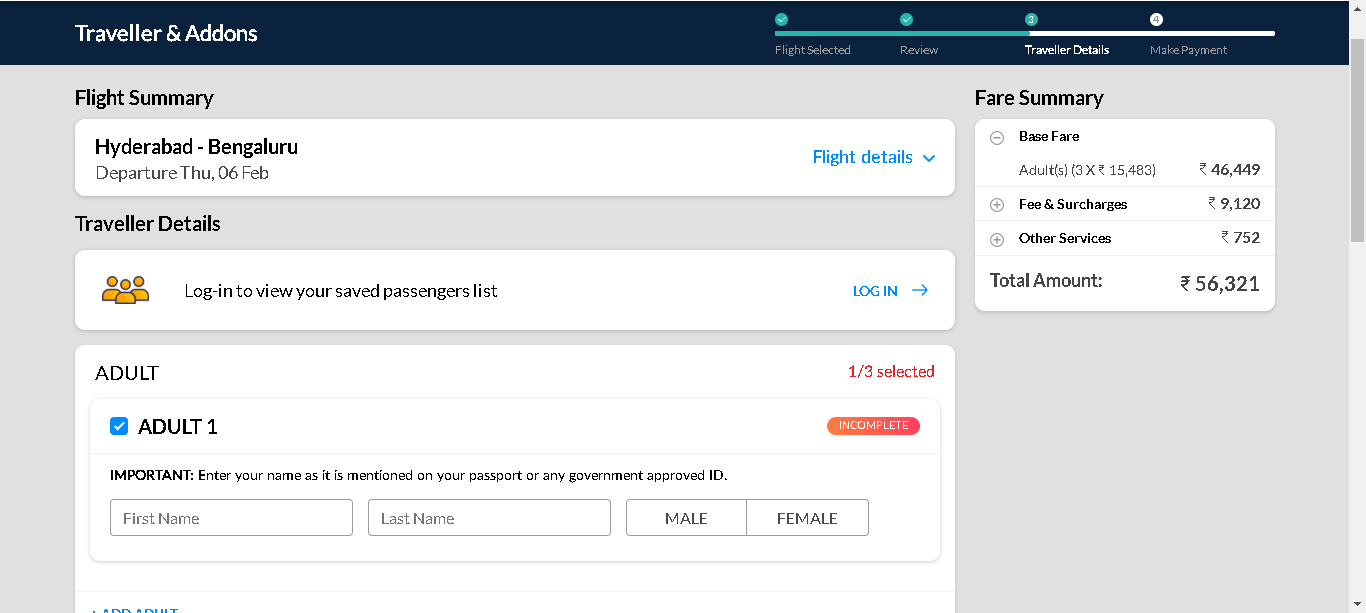 Traveller & Addons
3
4
Flight Selected
Review
Traveller Details
Make Payment
Flight Summary
Hyderabad - Bengaluru
Departure Thu, 06 Feb
Flight details
Traveller Details
Log-in to view your saved passengers list
LOG IN
ADULT
1/3 selected
ADULT 1
INCOMPLETE
IMPORTANT: Enter your name as it is mentioned on your passport or any government approved ID.
First Name
Last Name
MALE
FEMALE
+ ADD ADULT
Fare Summary
Base Fare
Adult(s) (3 X ₹ 15,483)
₹ 46,449
Fee & Surcharges
₹ 9,120
Other Services
₹ 752
Total Amount:
₹ 56,321